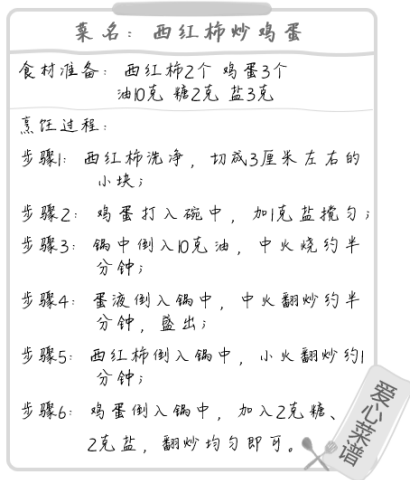 菜名：西红柿炒鸡蛋
食材准备：西红柿2个 鸡蛋3个
油10克 糖2克 盐3克
烹饪过程：
步骤1：西红柿洗净，切成3厘米左右的
小块；
步骤2：鸡蛋打入碗中，加1克盐搅匀；
步骤3：锅中倒入10克油，中火烧约半
分钟；
步骤4：蛋液倒入锅中，中火翻炒约半
分钟，盛出；
步骤5：西红柿倒入锅中，小火翻炒约1
分钟；
步骤6：鸡蛋倒入锅中，加入2克糖、
2克盐，翻炒均匀即可。
爱心菜谱